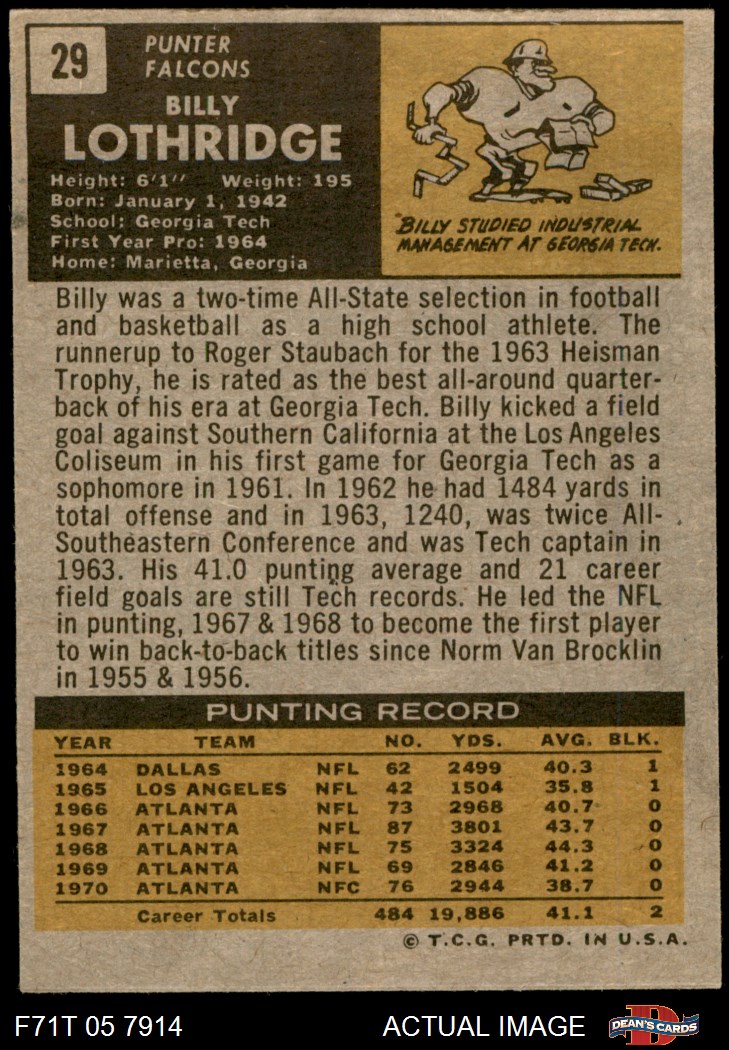 29
PUNTER
FALCONS
BILLY
LOTHRIDGE
Height: 6'1" Weight: 195
Born: January 1, 1942
School: Georgia Tech
First Year Pro: 1964
Home: Marietta, Georgia
BILLY STUDIED INDUSTRIAL
MANAGEMENT AT GEORGIA TECH.
Billy was a two-time All-State selection in football
and basketball as a high school athlete. The
runnerup to Roger Staubach for the 1963 Heisman
Trophy, he is rated as the best all-around quarter-
back of his era at Georgia Tech. Billy kicked a field
goal against Southern California at the Los Angeles
Coliseum in his first game for Georgia Tech as a
sophomore in 1961. In 1962 he had 1484 yards in
total offense and in 1963, 1240, was twice All-
Southeastern Conference and was Tech captain in
1963. His 41.0 punting average and 21 career
field goals are still Tech records. He led the NFL
in punting, 1967 & 1968 to become the first player
to win back-to-back titles since Norm Van Brocklin
in 1955 & 1956.
PUNTING RECORD
YEAR TEAM NO. YDS. AVG. BLK.
1964 DALLAS NFL 62 2499 40.3 1
1965 LOS ANGELES NFL 42 1504 35.8 1
1966 ATLANTA NFL 73 2968 40.7 0
1967 ATLANTA NFL 87 3801 43.7 0
1968 ATLANTA NFL 75 3324 44.3 0
1969 ATLANTA NFL 69 2846 41.2 0
1970 ATLANTA NFC 76 2944 38.7 0
Career Totals 484 19,886 41.1 2
© T.C.G. PRTD. IN U.S.A.
F71T 05 7914 ACTUAL IMAGE DEAN'S CARDS